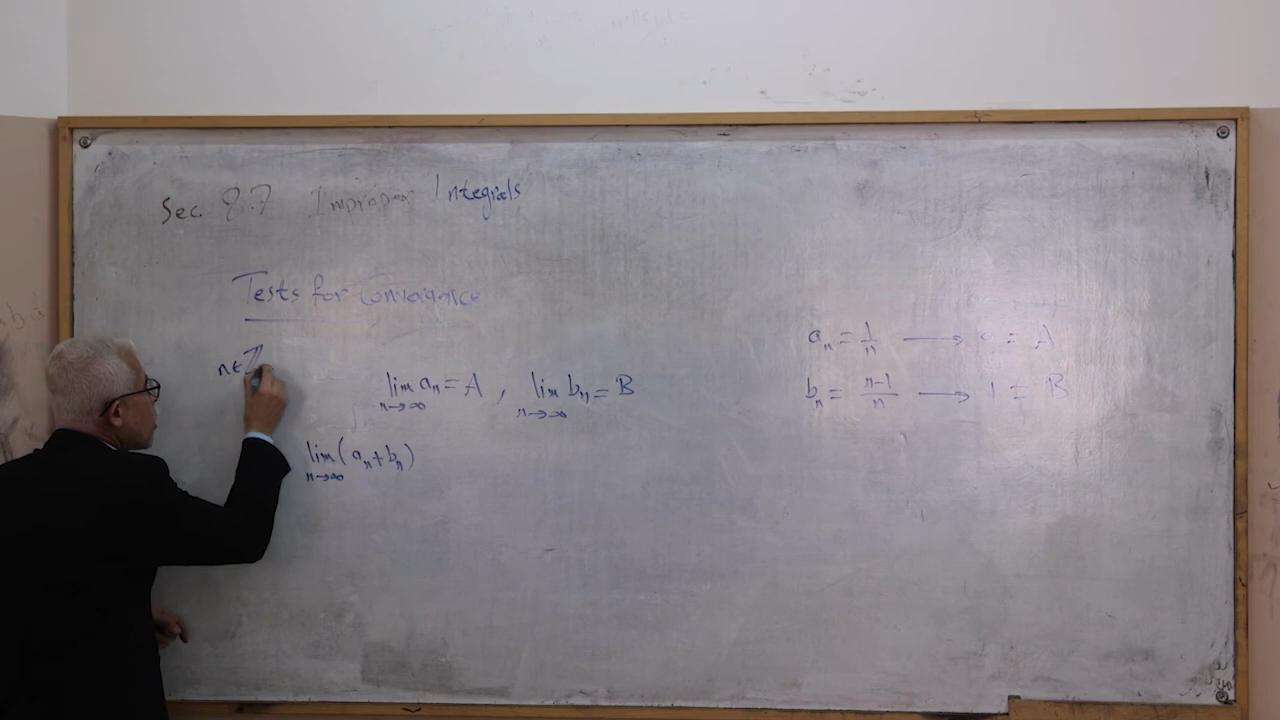 Sec. 8.7 Improper Integrals
Tests for Convergence
n∈ℤ
lim a_n = A , lim b_n = B
n→∞ n→∞
lim (a_n + b_n)
n→∞
a_n = 1/n ⟶ 0 = A
b_n = n-1/n ⟶ 1 = B